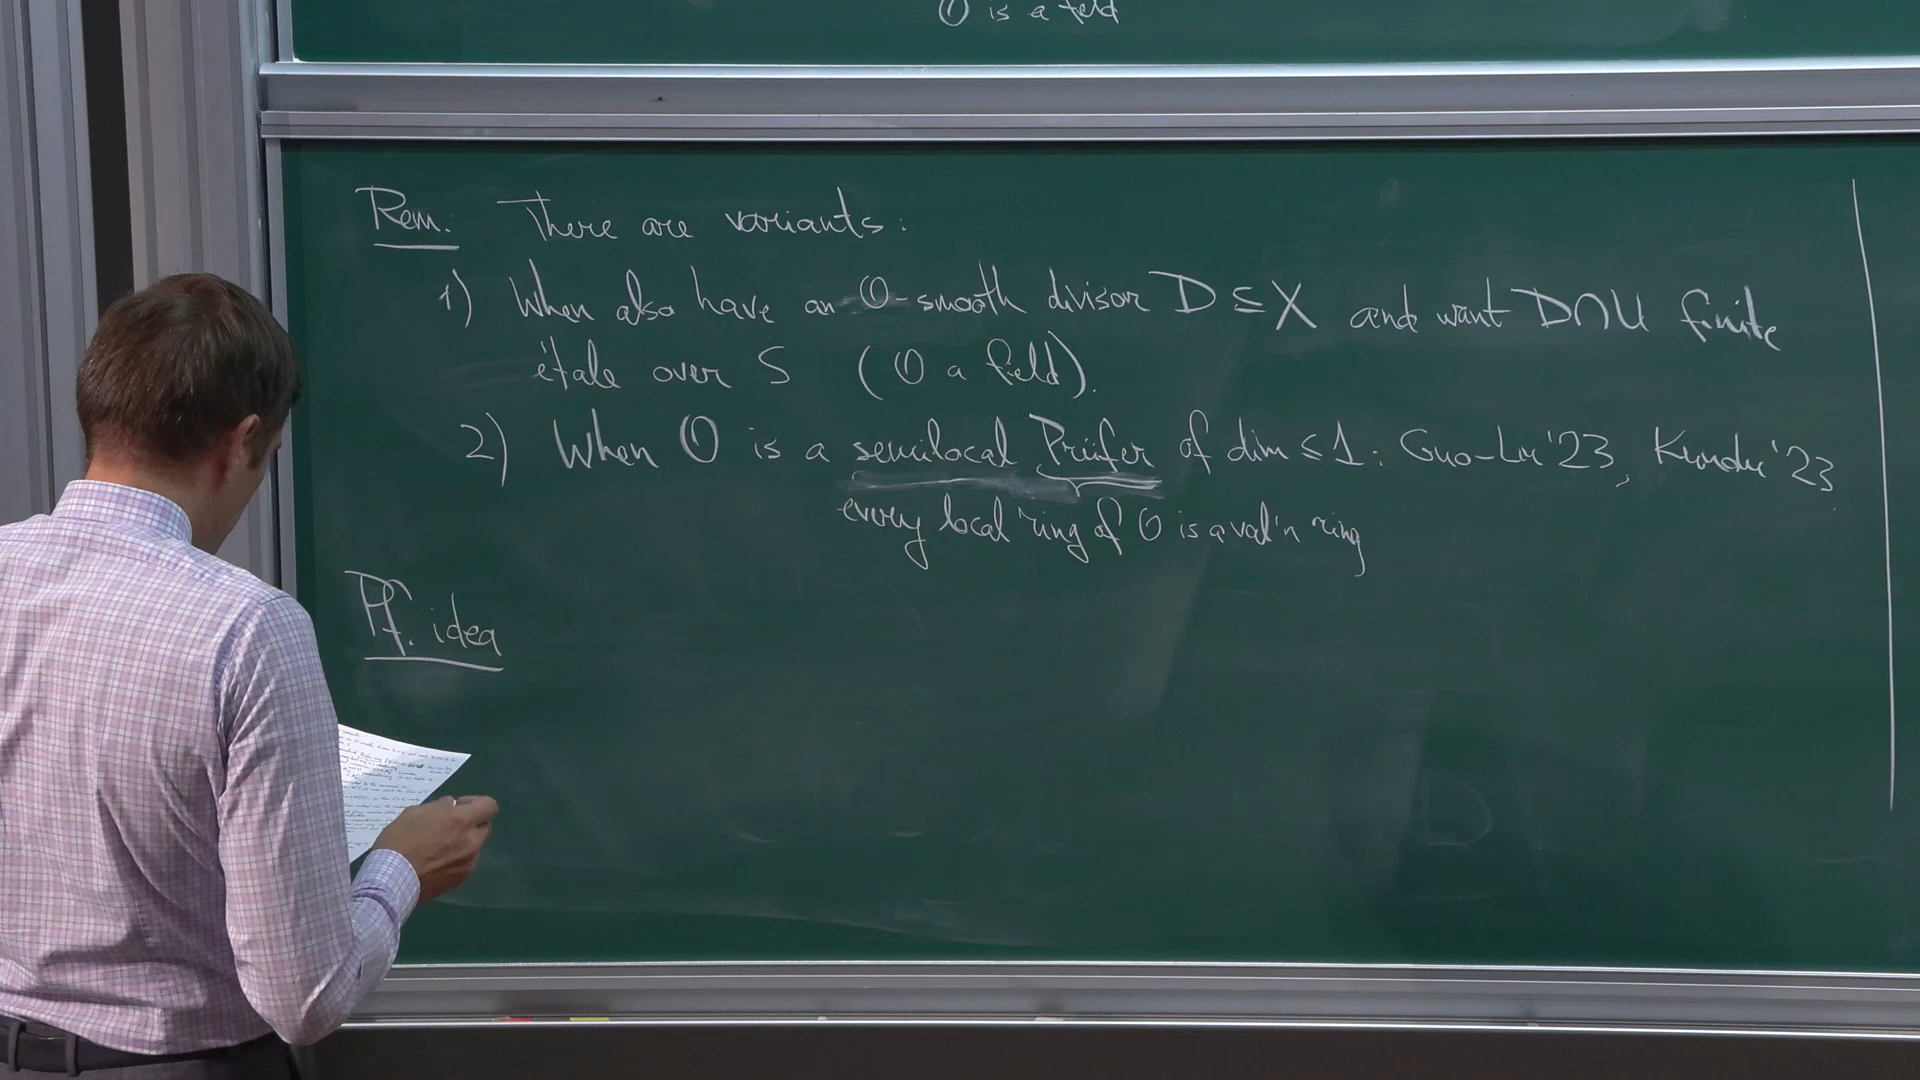 𝒪 is a field
Rem. There are variants:
1) When also have an 𝒪-smooth divisor D ⊆ X and want D∩U finite
étale over S (𝒪 a field).
2) When 𝒪 is a semilocal Prüfer of dim ≤ 1: Guo–Liu '23, Kundu '23
every local ring of 𝒪 is a val'n ring
Pf. idea